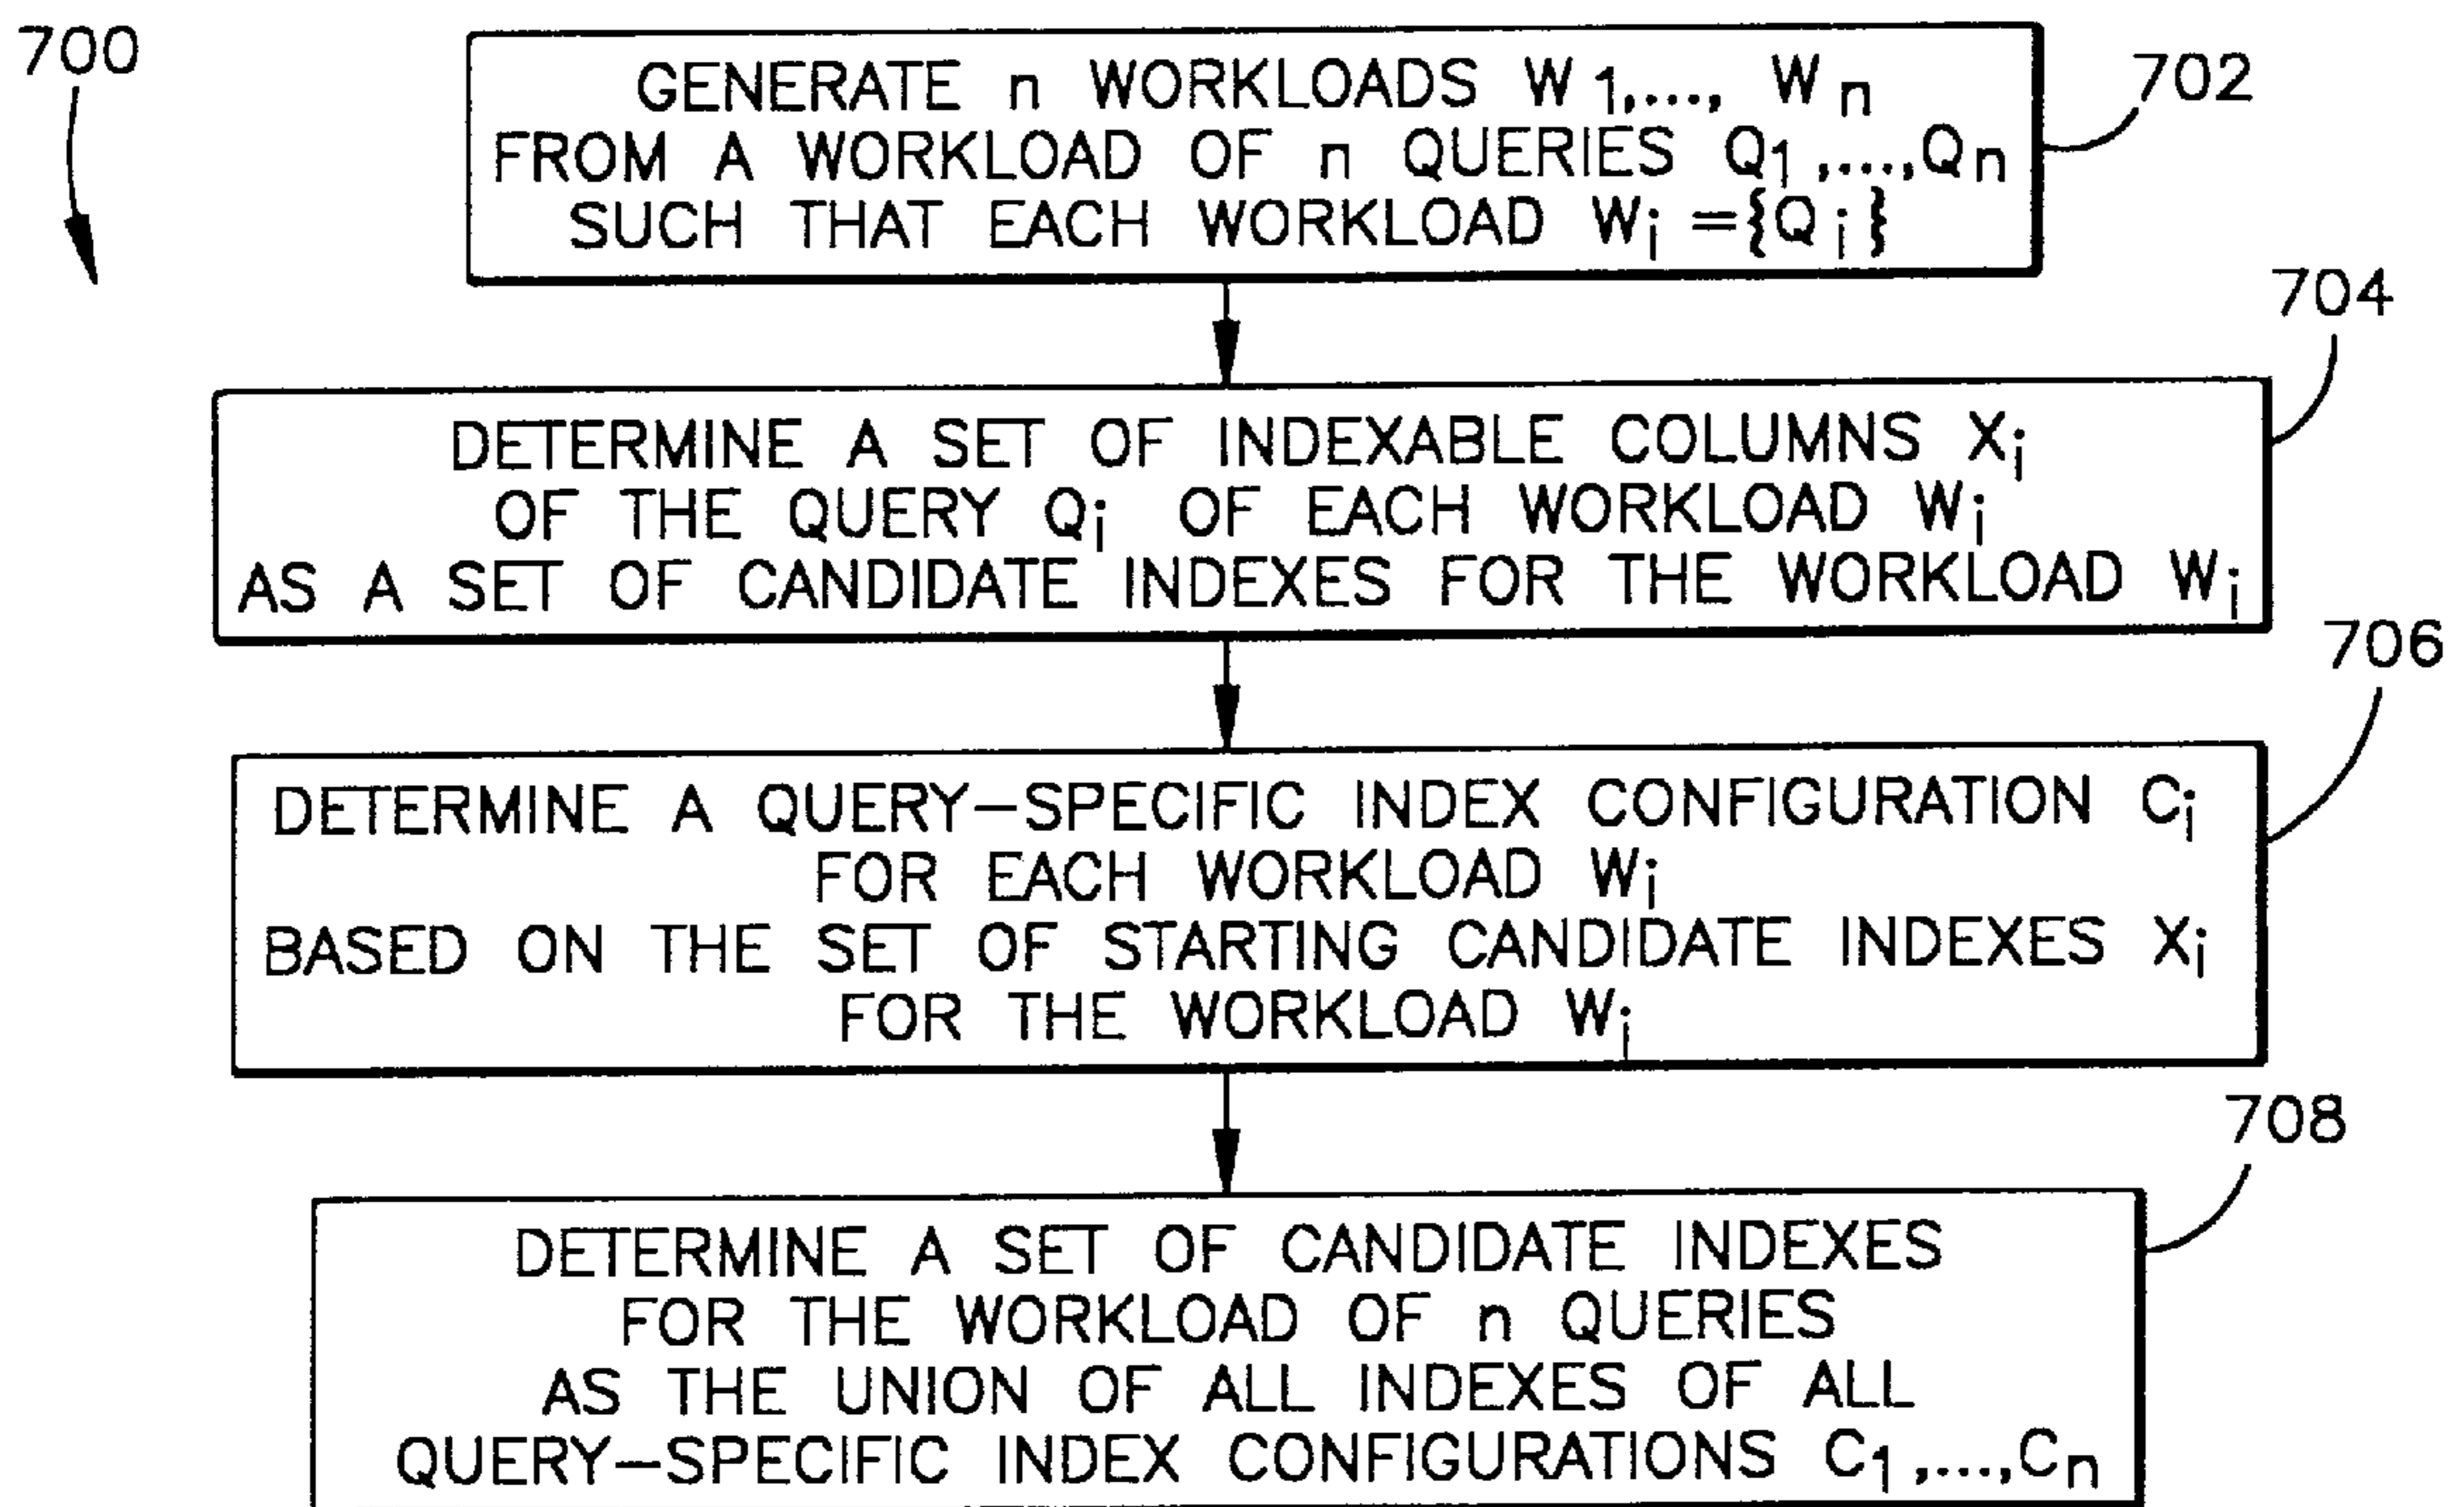 700
GENERATE n WORKLOADS W1,..., Wn
702
FROM A WORKLOAD OF n QUERIES Q1,...,Qn
SUCH THAT EACH WORKLOAD Wi ={Qi}
704
DETERMINE A SET OF INDEXABLE COLUMNS Xi
OF THE QUERY Qi OF EACH WORKLOAD Wi
AS A SET OF CANDIDATE INDEXES FOR THE WORKLOAD Wi
706
DETERMINE A QUERY–SPECIFIC INDEX CONFIGURATION Ci
FOR EACH WORKLOAD Wi
BASED ON THE SET OF STARTING CANDIDATE INDEXES Xi
FOR THE WORKLOAD Wi
708
DETERMINE A SET OF CANDIDATE INDEXES
FOR THE WORKLOAD OF n QUERIES
AS THE UNION OF ALL INDEXES OF ALL
QUERY–SPECIFIC INDEX CONFIGURATIONS C1,...,Cn